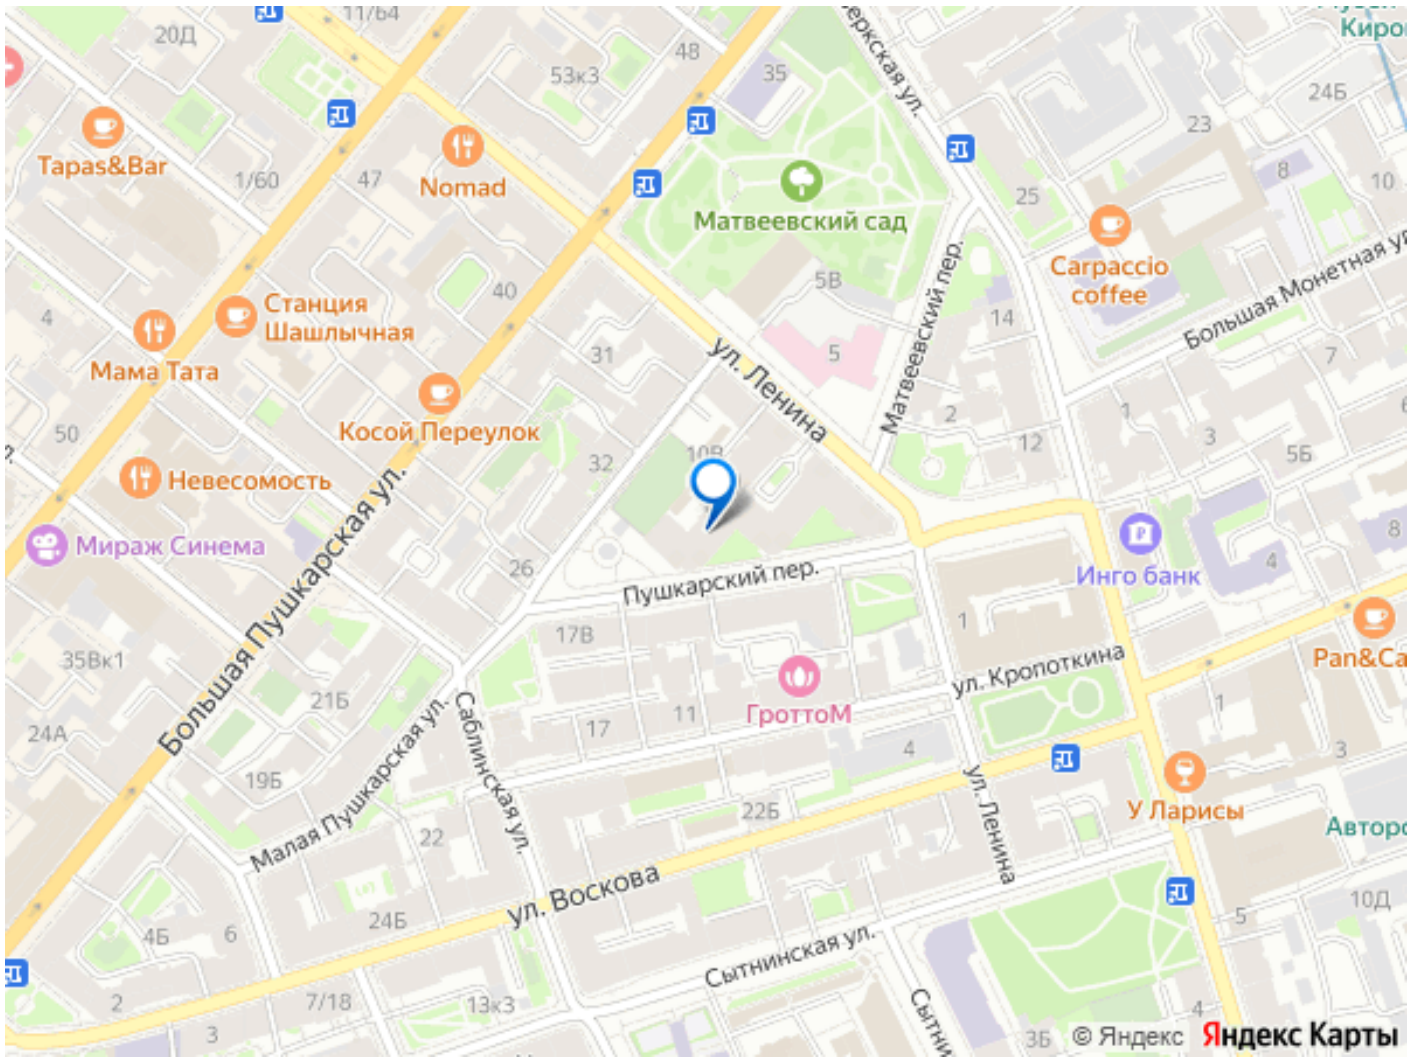 11/64
20Д
48
35
53к3
Кирс
24Б
23
Tapas&Bar
1/60
47
Nomad
25
8
10
Матвеевский сад
Carpaccio
coffee
Большая Монетная
Матвеевский пер.
5В
40
4
Станция
Шашлычная
Мама Тата
31
5
14
7
ул. Ленина
Косой Переулок
50
2
12
1
3
5Б
32
10В
Невесомость
Большая Пушкарская ул.
Мираж Синема
26
Пушкарский пер.
Инго банк
4
8
17В
1
35Вк1
21Б
Pan&Ca
ул. Кропоткина
ГроттоМ
17
11
24А
Саблинская ул.
4
1
3
19Б
Малая Пушкарская ул.
22
22Б
ул. Ленина
У Ларисы
Автор
ул. Воскова
24Б
4Б
6
5
10Д
Сытнинская ул.
2
7/18
13к3
3
Сытни
3Б
4
© Яндекс
Яндекс Карты